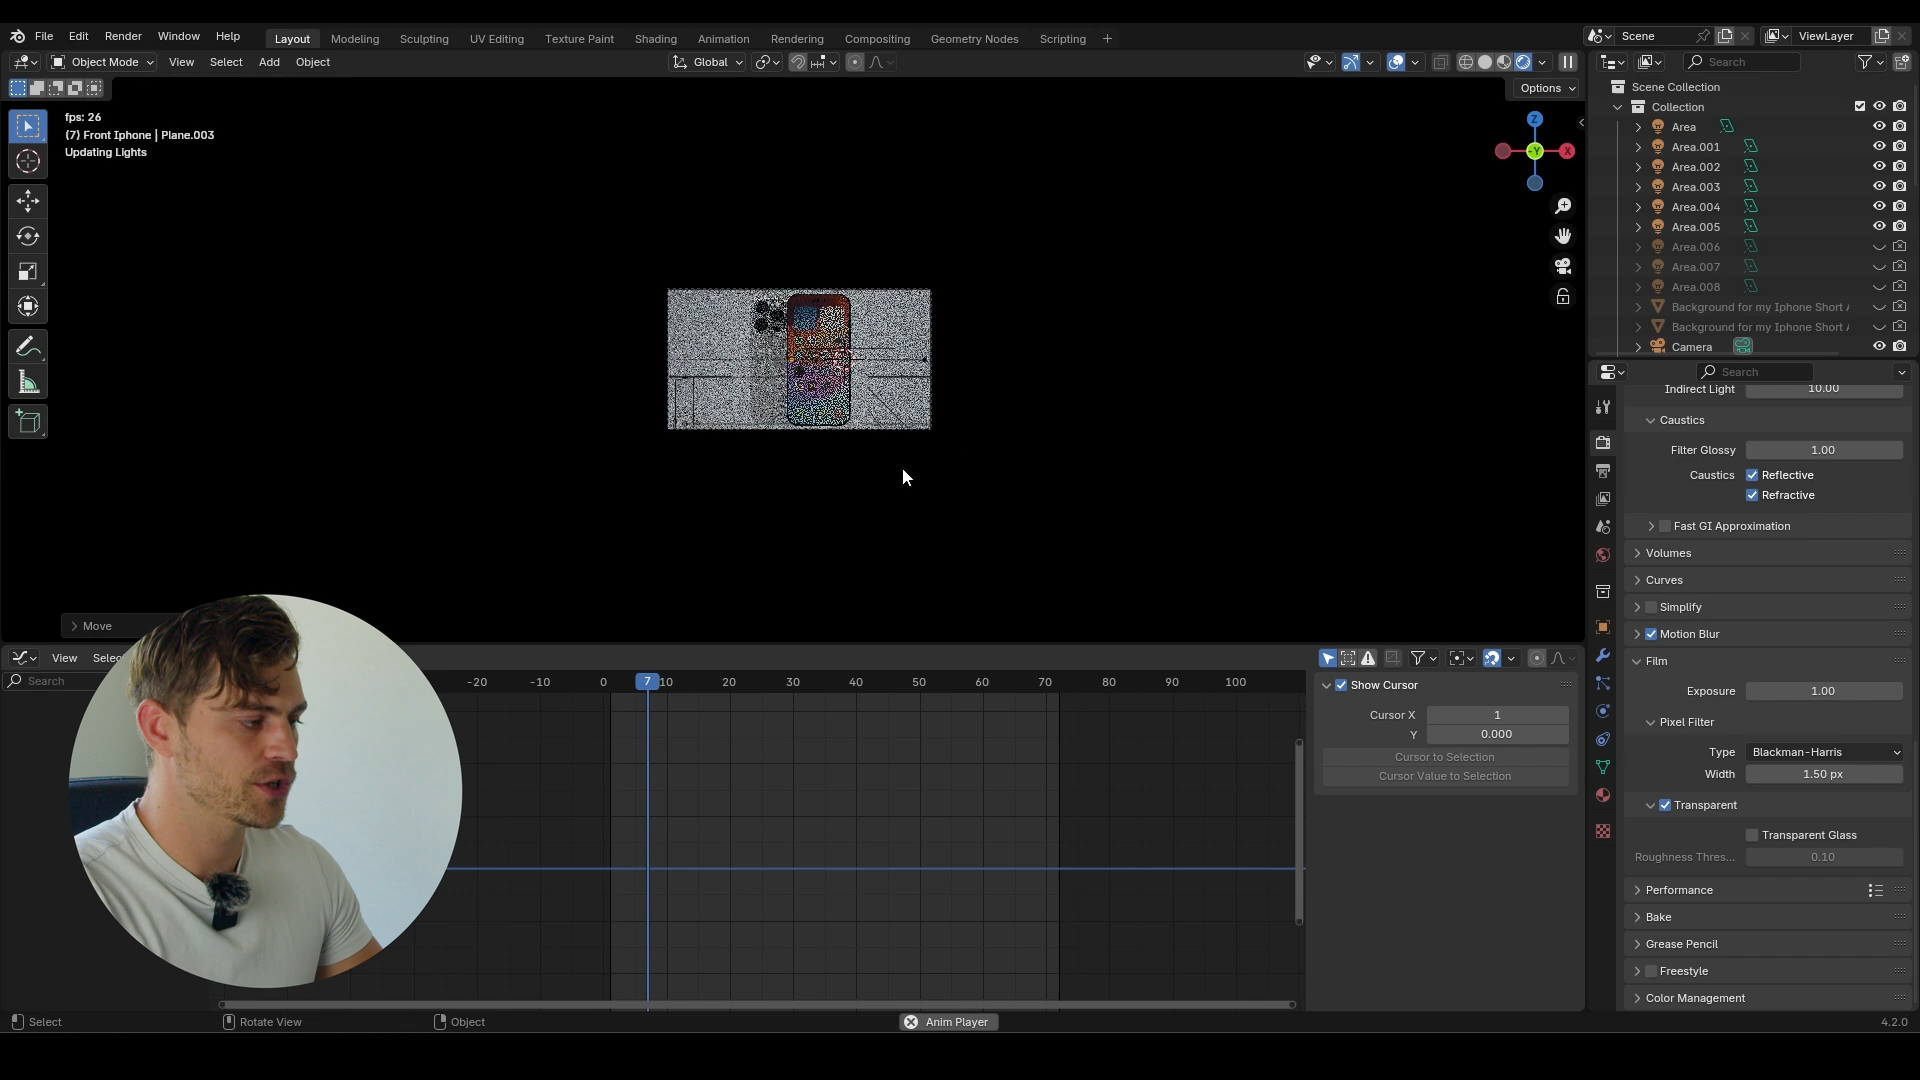 File Edit Render Window Help Layout Modeling Sculpting UV Editing Texture Paint Shading Animation Rendering Compositing Geometry Nodes Scripting + Scene ViewLayer
Object Mode View Select Add Object Global Search
Options
Scene Collection
Collection
Area
Area.001
Area.002
Area.003
Area.004
Area.005
Area.006
Area.007
Area.008
Background for my Iphone Short
Background for my Iphone Short
Camera
fps: 26
(7) Front Iphone | Plane.003
Updating Lights
Z
-Y X
Search
Indirect Light 10.00
Caustics
Filter Glossy 1.00
Caustics Reflective
Refractive
Fast GI Approximation
Volumes
Curves
Simplify
Motion Blur
Film
Exposure 1.00
Pixel Filter
Type Blackman-Harris
Width 1.50 px
Transparent
Transparent Glass
Roughness Thres... 0.10
Performance
Bake
Grease Pencil
Freestyle
Color Management
Move
View
Search -20 -10 0 7 10 20 30 40 50 60 70 80 90 100
Show Cursor
Cursor X 1
Y 0.000
Cursor to Selection
Cursor Value to Selection
Select Rotate View Object Anim Player 4.2.0